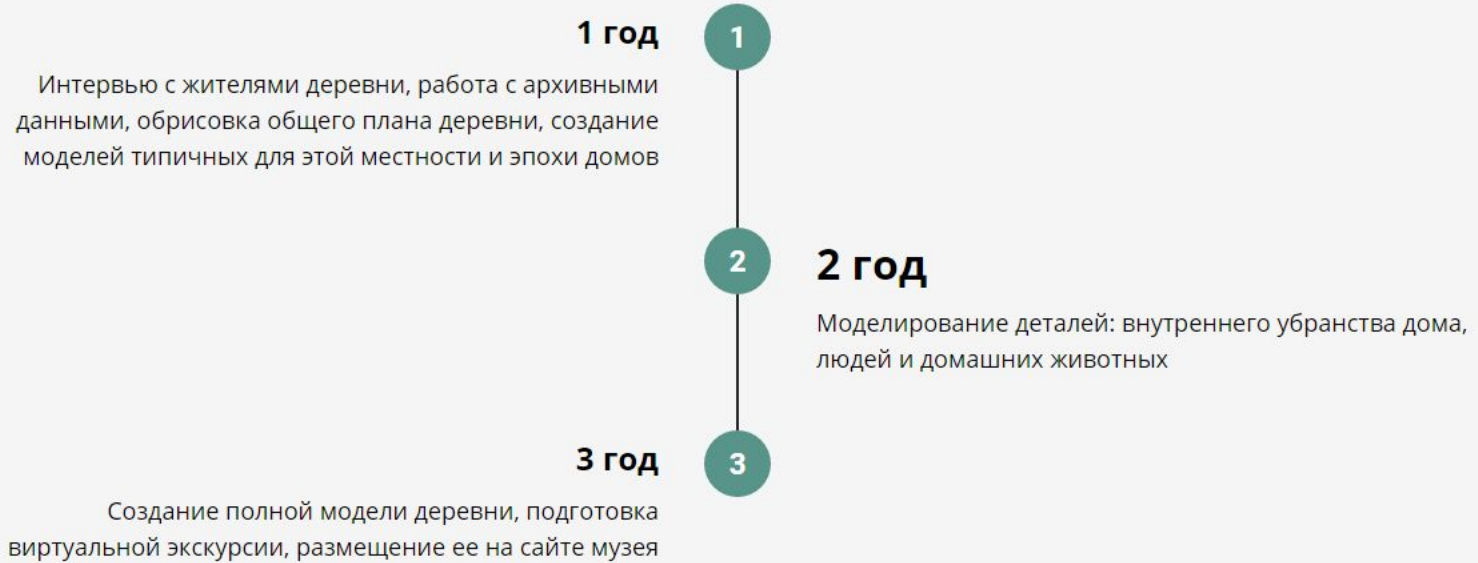 1 год
1
Интервью с жителями деревни, работа с архивными
данными, обрисовка общего плана деревни, создание
моделей типичных для этой местности и эпохи домов
2
2 год
Моделирование деталей: внутреннего убранства дома,
людей и домашних животных
3 год
3
Создание полной модели деревни, подготовка
виртуальной экскурсии, размещение ее на сайте музея